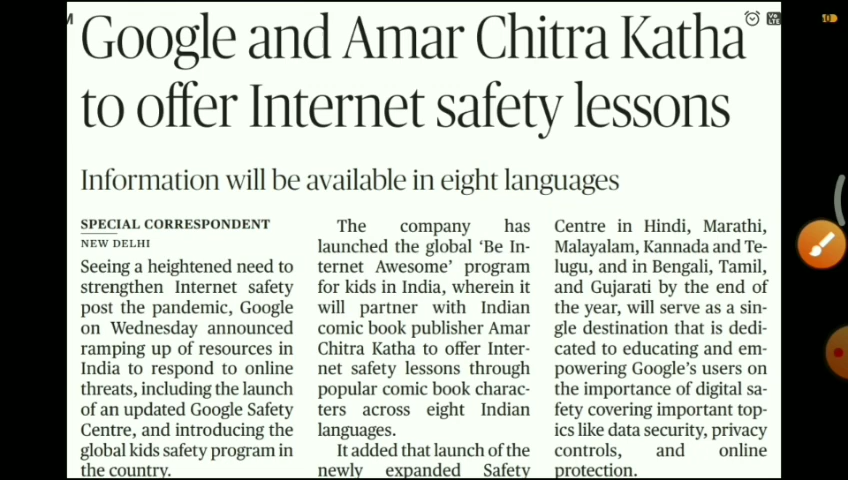 Google and Amar Chitra Katha
to offer Internet safety lessons
Information will be available in eight languages
SPECIAL CORRESPONDENT
NEW DELHI
Seeing a heightened need to
strengthen Internet safety
post the pandemic, Google
on Wednesday announced
ramping up of resources in
India to respond to online
threats, including the launch
of an updated Google Safety
Centre, and introducing the
global kids safety program in
the country.
The company has
launched the global ‘Be In-
ternet Awesome’ program
for kids in India, wherein it
will partner with Indian
comic book publisher Amar
Chitra Katha to offer Inter-
net safety lessons through
popular comic book charac-
ters across eight Indian
languages.
It added that launch of the
newly expanded Safety
Centre in Hindi, Marathi,
Malayalam, Kannada and Te-
lugu, and in Bengali, Tamil,
and Gujarati by the end of
the year, will serve as a sin-
gle destination that is dedi-
cated to educating and em-
powering Google’s users on
the importance of digital sa-
fety covering important top-
ics like data security, privacy
controls, and online
protection.